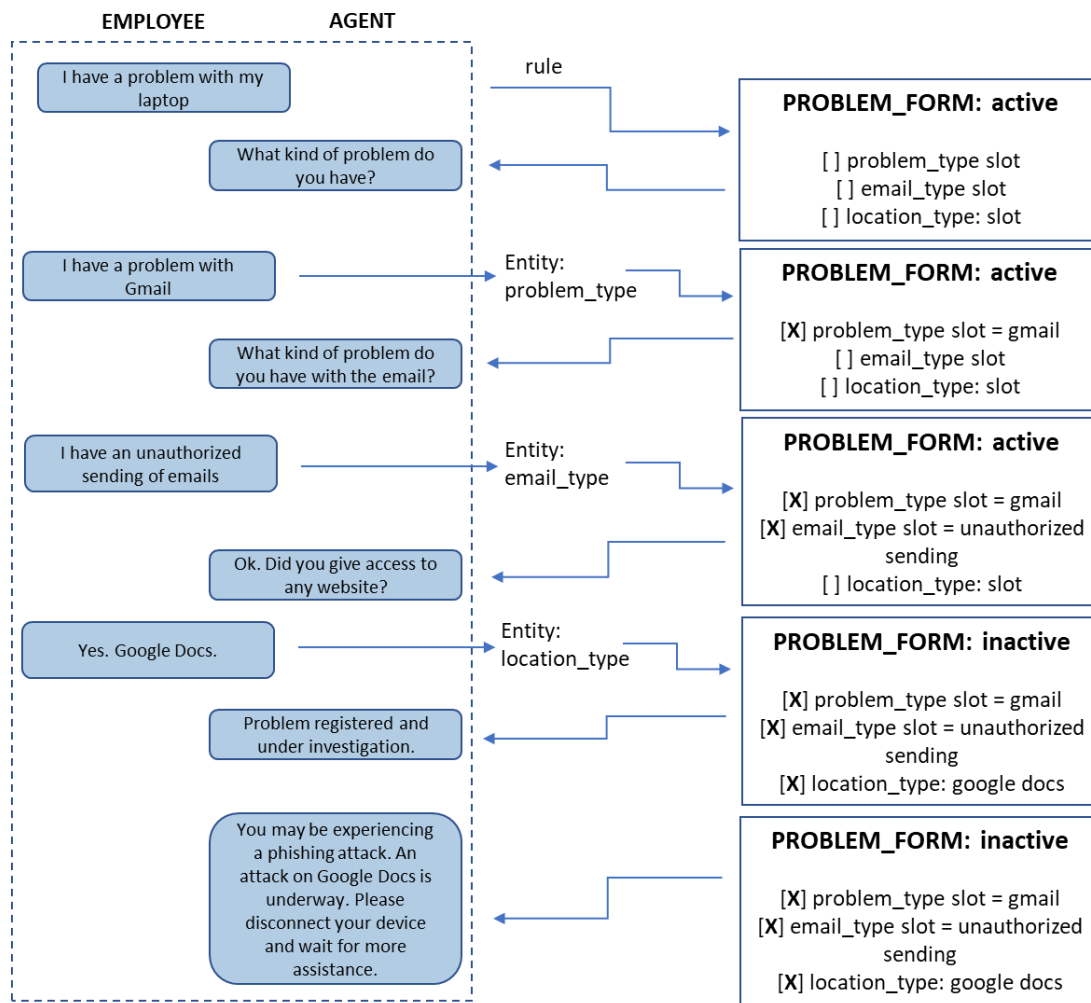 EMPLOYEE
AGENT
I have a problem with my
laptop
rule
PROBLEM_FORM: active
[ ] problem_type slot
[ ] email_type slot
[ ] location_type: slot
What kind of problem do
you have?
I have a problem with
Gmail
Entity:
problem_type
PROBLEM_FORM: active
[X] problem_type slot = gmail
[ ] email_type slot
[ ] location_type: slot
What kind of problem do
you have with the email?
I have an unauthorized
sending of emails
Entity:
email_type
PROBLEM_FORM: active
[X] problem_type slot = gmail
[X] email_type slot = unauthorized
sending
[ ] location_type: slot
Ok. Did you give access to
any website?
Yes. Google Docs.
Entity:
location_type
PROBLEM_FORM: inactive
[X] problem_type slot = gmail
[X] email_type slot = unauthorized
sending
[X] location_type: google docs
Problem registered and
under investigation.
You may be experiencing
a phishing attack. An
attack on Google Docs is
underway. Please
disconnect your device
and wait for more
assistance.
PROBLEM_FORM: inactive
[X] problem_type slot = gmail
[X] email_type slot = unauthorized
sending
[X] location_type: google docs